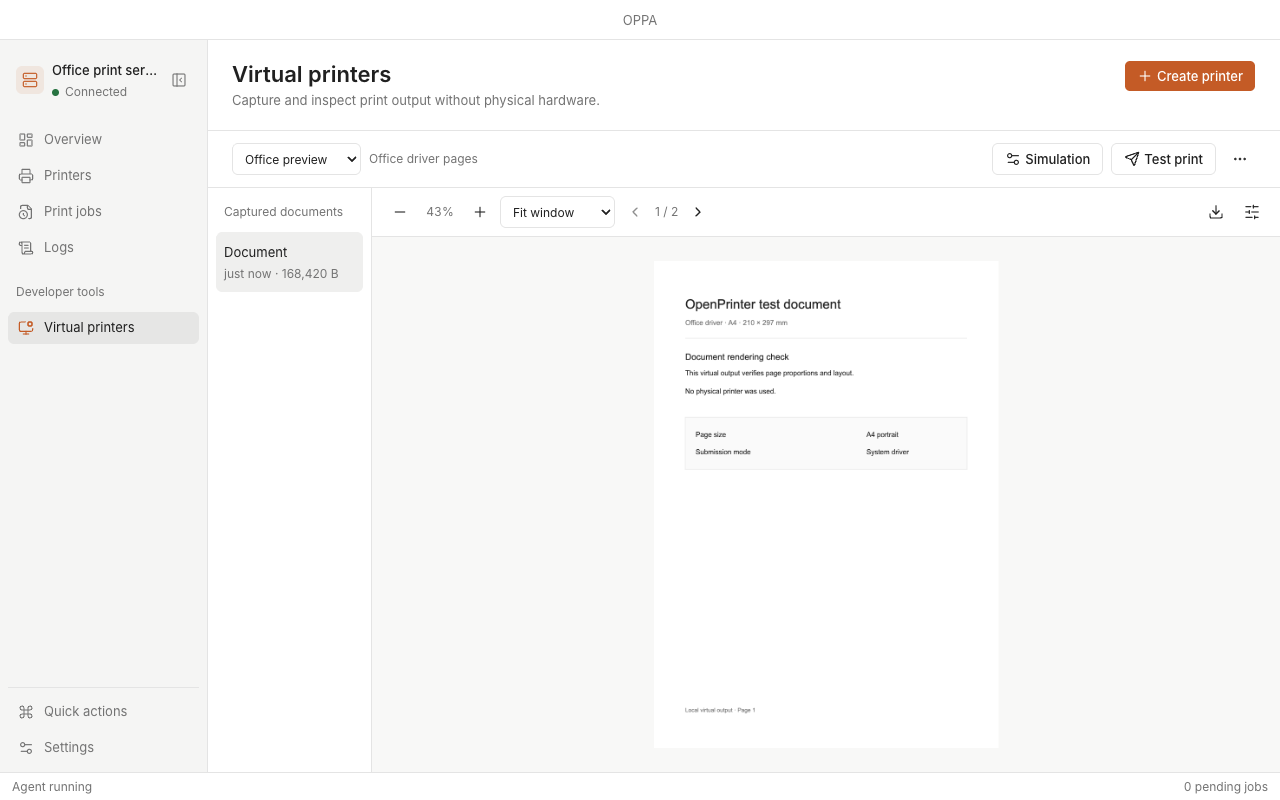 OPPA
Office print ser...
Connected
Overview
Printers
Print jobs
Logs
Developer tools
Virtual printers
Quick actions
Settings
Virtual printers
Capture and inspect print output without physical hardware.
Create printer
Office preview
Office driver pages
Simulation
Test print
Captured documents
Document
just now · 168,420 B
43%
Fit window
1 / 2
OpenPrinter test document
Office driver · A4 · 210 × 297 mm
Document rendering check
This virtual output verifies page proportions and layout.
No physical printer was used.
Page size A4 portrait
Submission mode System driver
Local virtual output · Page 1
Agent running
0 pending jobs